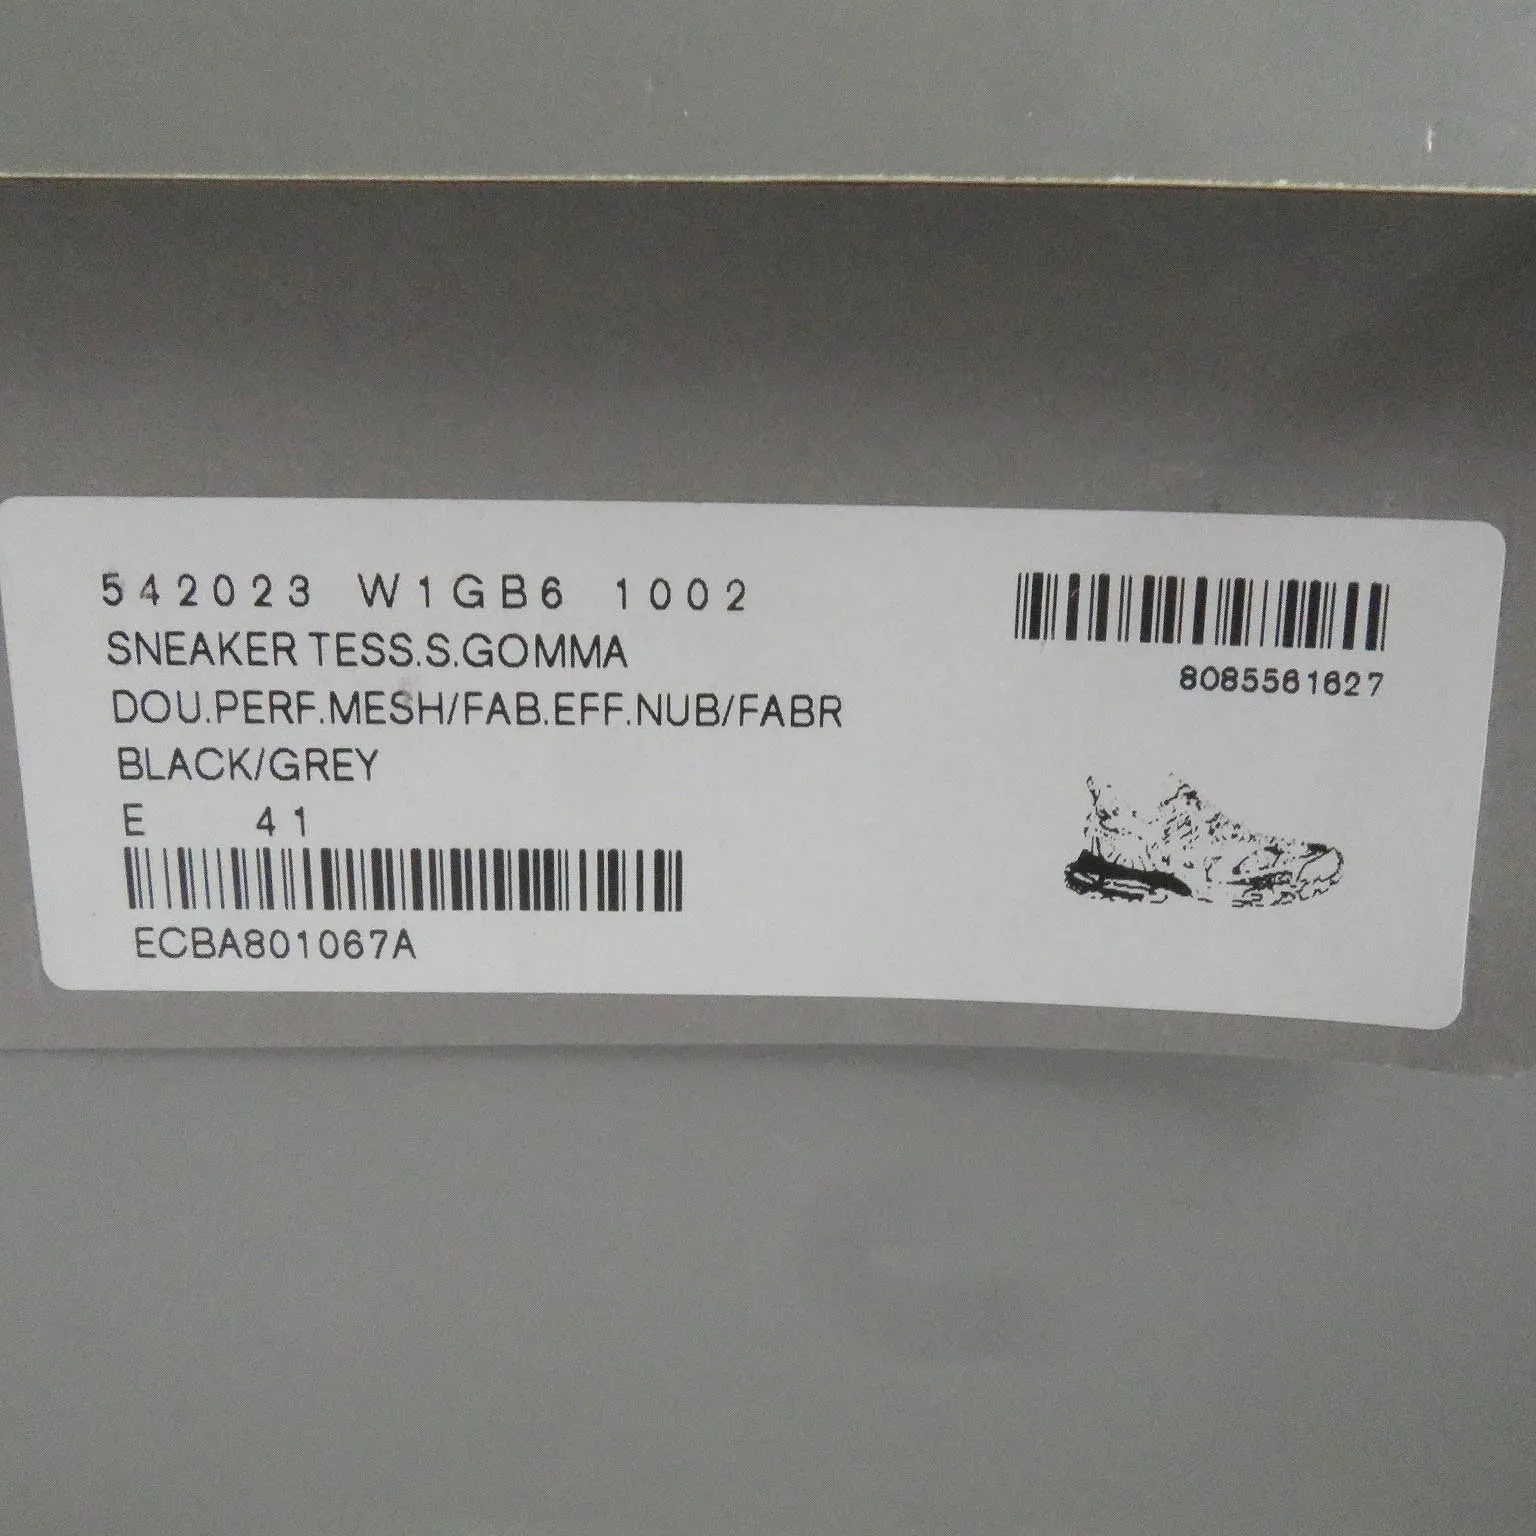 542023 W1GB6 1002
SNEAKER TESS.S.GOMMA
DOU.PERF.MESH/FAB.EFF.NUB/FABR
BLACK/GREY
E 41
ECBA801067A
8085561627